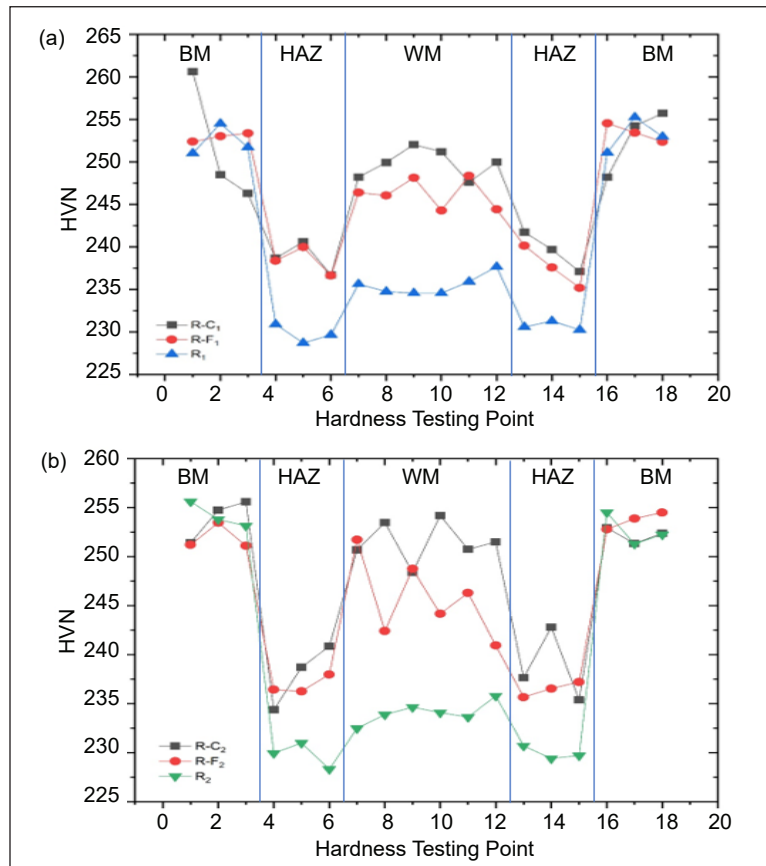 (a)
BM HAZ WM HAZ BM
265
260
255
250
245
240
235
230
225
HVN
R-C₁
R-F₁
R₁
0 2 4 6 8 10 12 14 16 18 20
Hardness Testing Point
(b)
BM HAZ WM HAZ BM
260
255
250
245
240
235
230
225
HVN
R-C₂
R-F₂
R₂
0 2 4 6 8 10 12 14 16 18 20
Hardness Testing Point